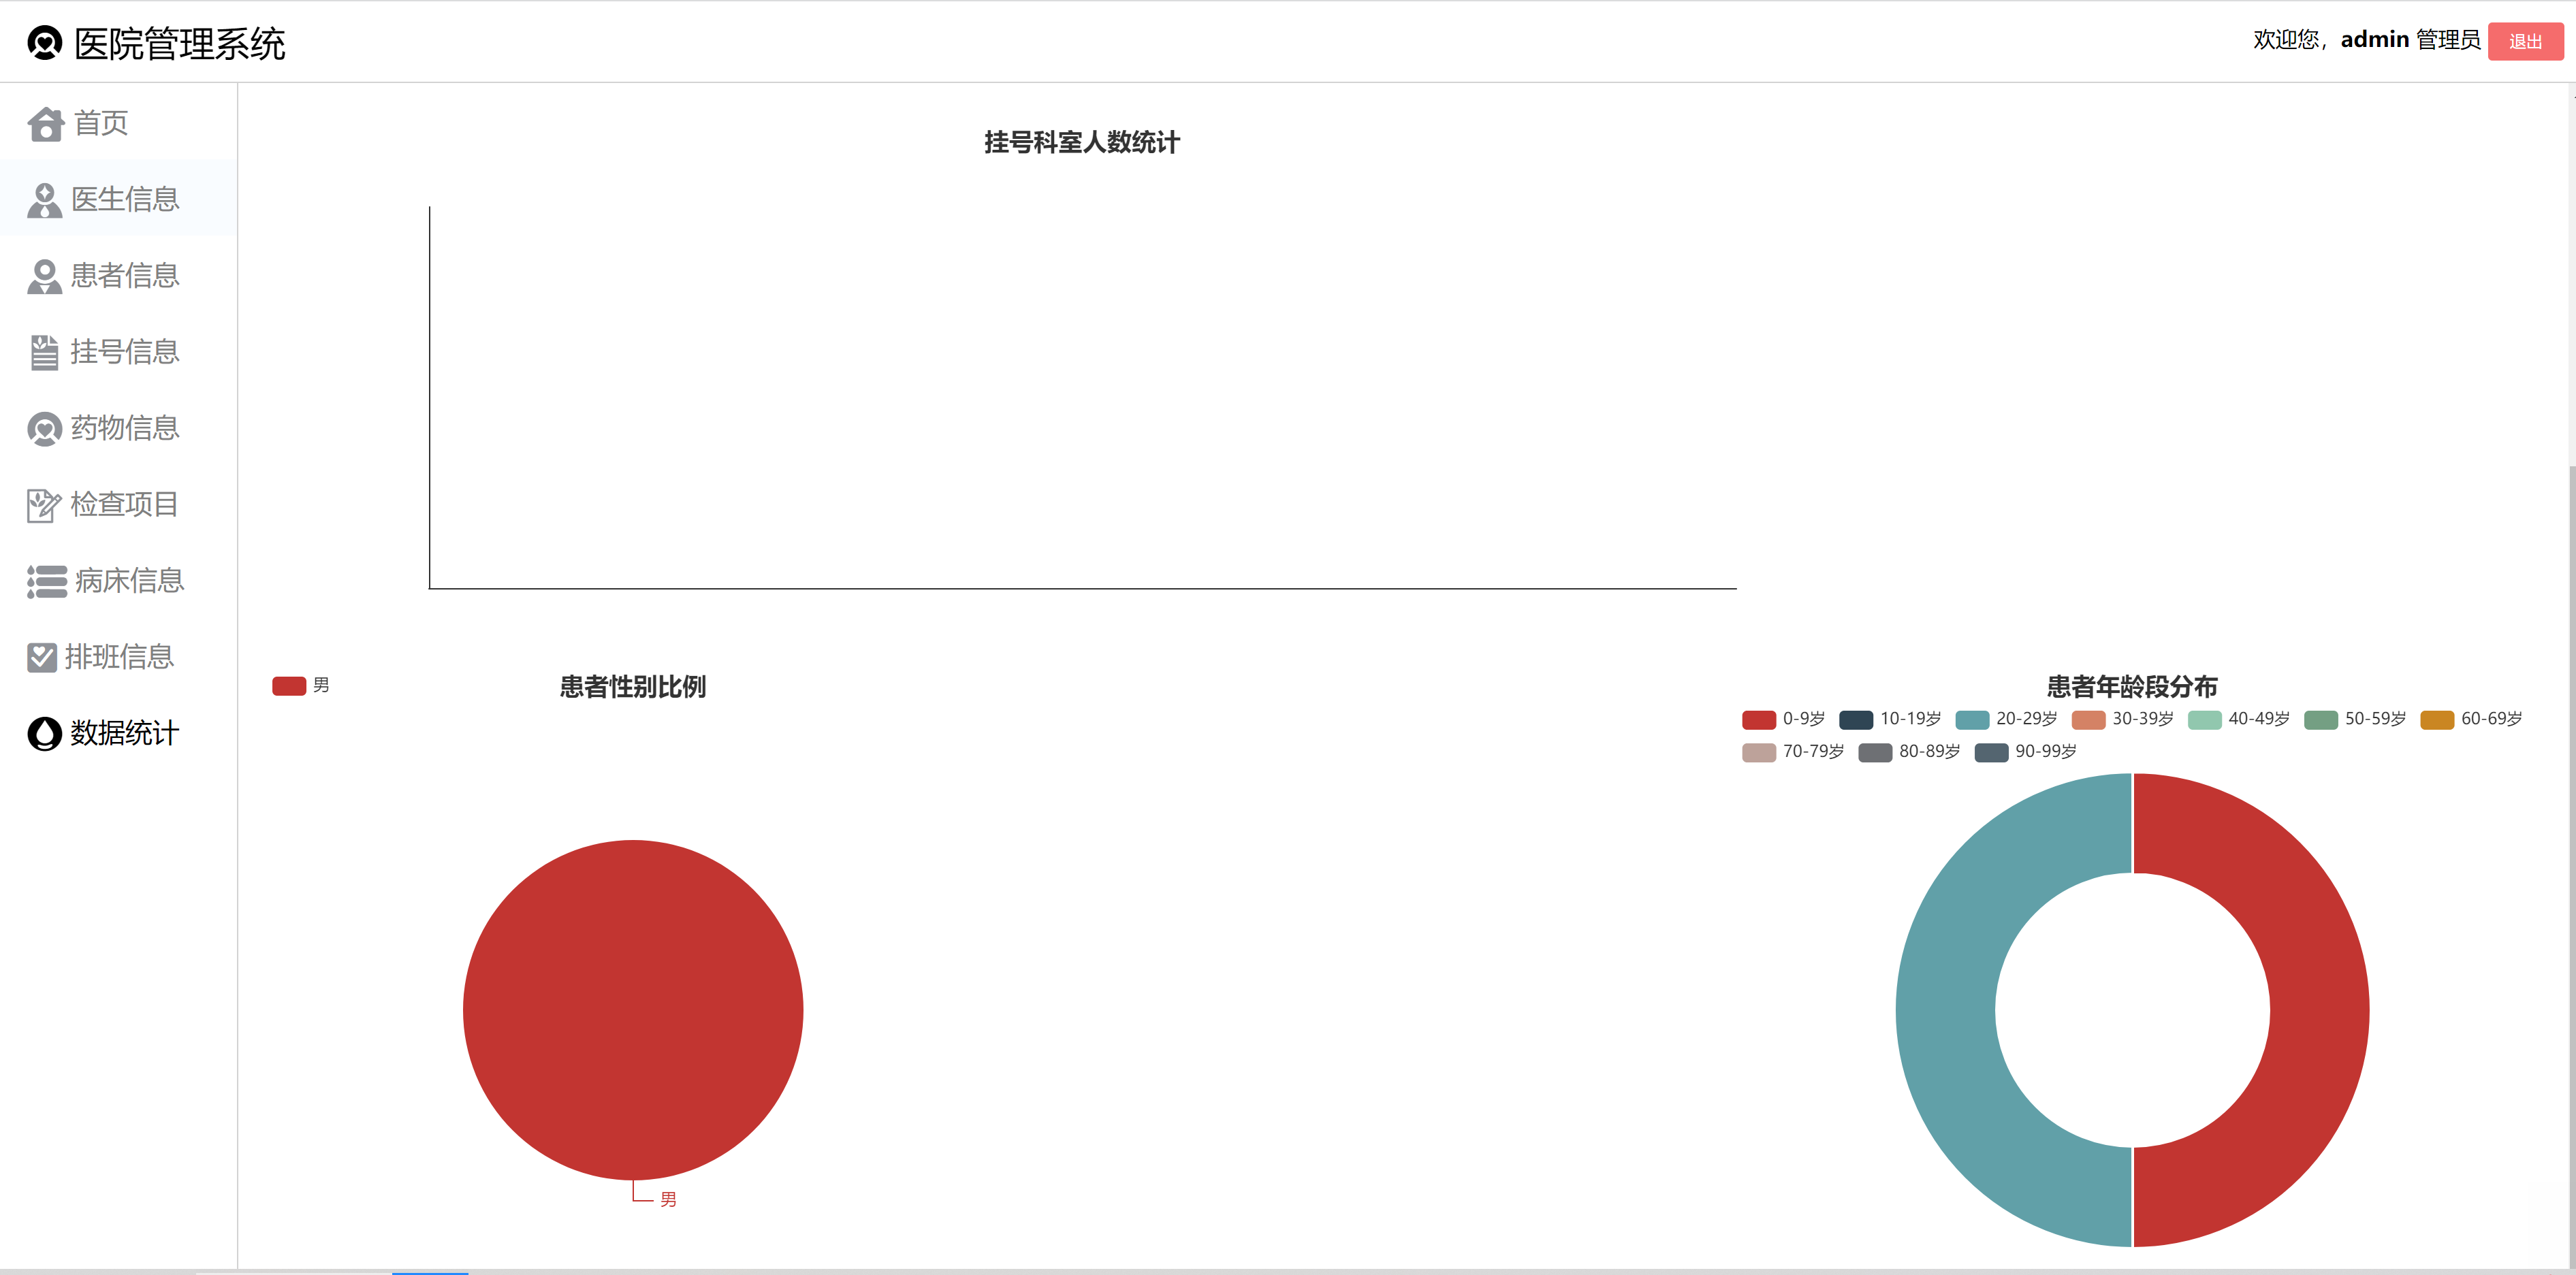 医院管理系统
欢迎您，admin 管理员 退出
首页
医生信息
患者信息
挂号信息
药物信息
检查项目
病床信息
排班信息
数据统计
挂号科室人数统计
患者性别比例
男
男
患者年龄段分布
0-9岁 10-19岁 20-29岁 30-39岁 40-49岁 50-59岁 60-69岁
70-79岁 80-89岁 90-99岁